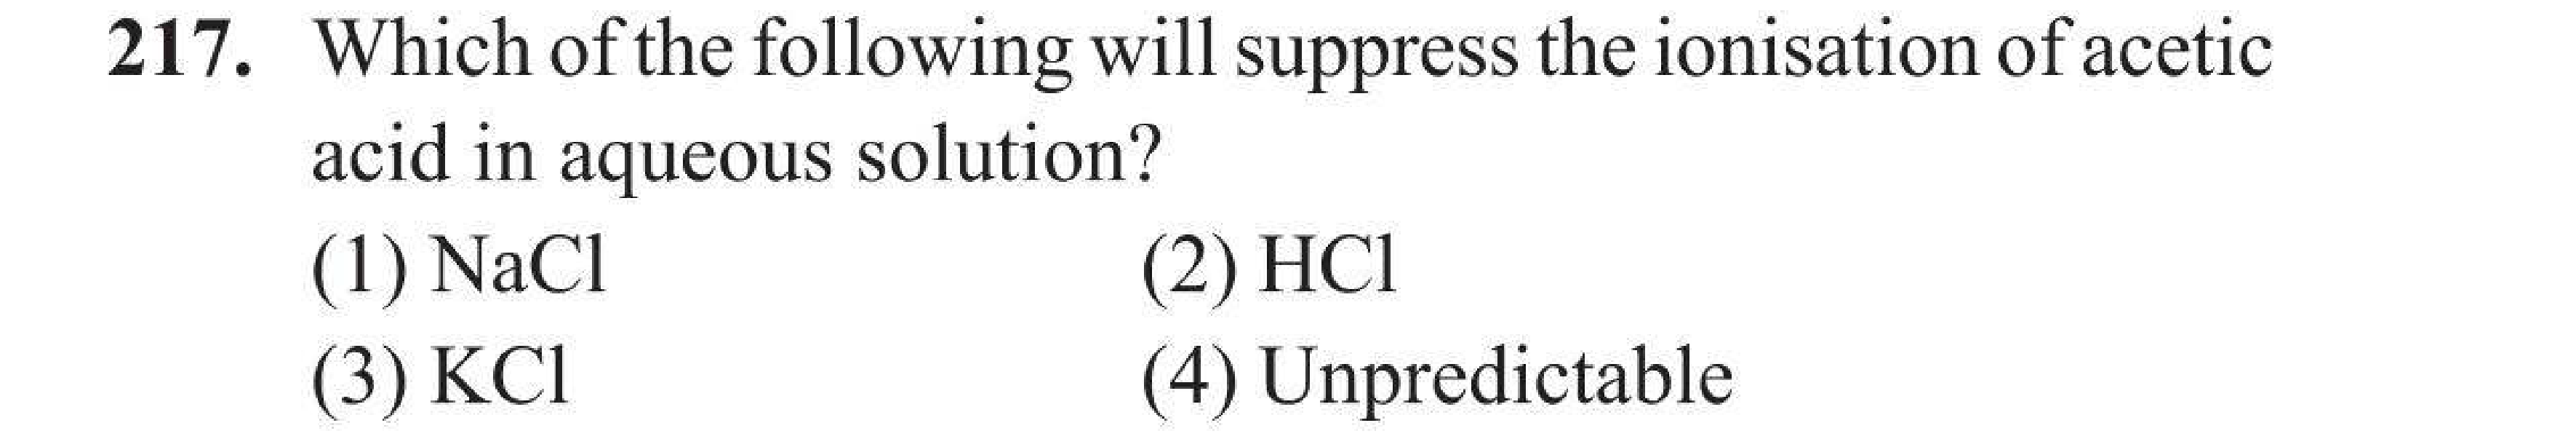 217. Which of the following will suppress the ionisation of acetic
acid in aqueous solution?
(1) NaCl (2) HCl
(3) KCl (4) Unpredictable